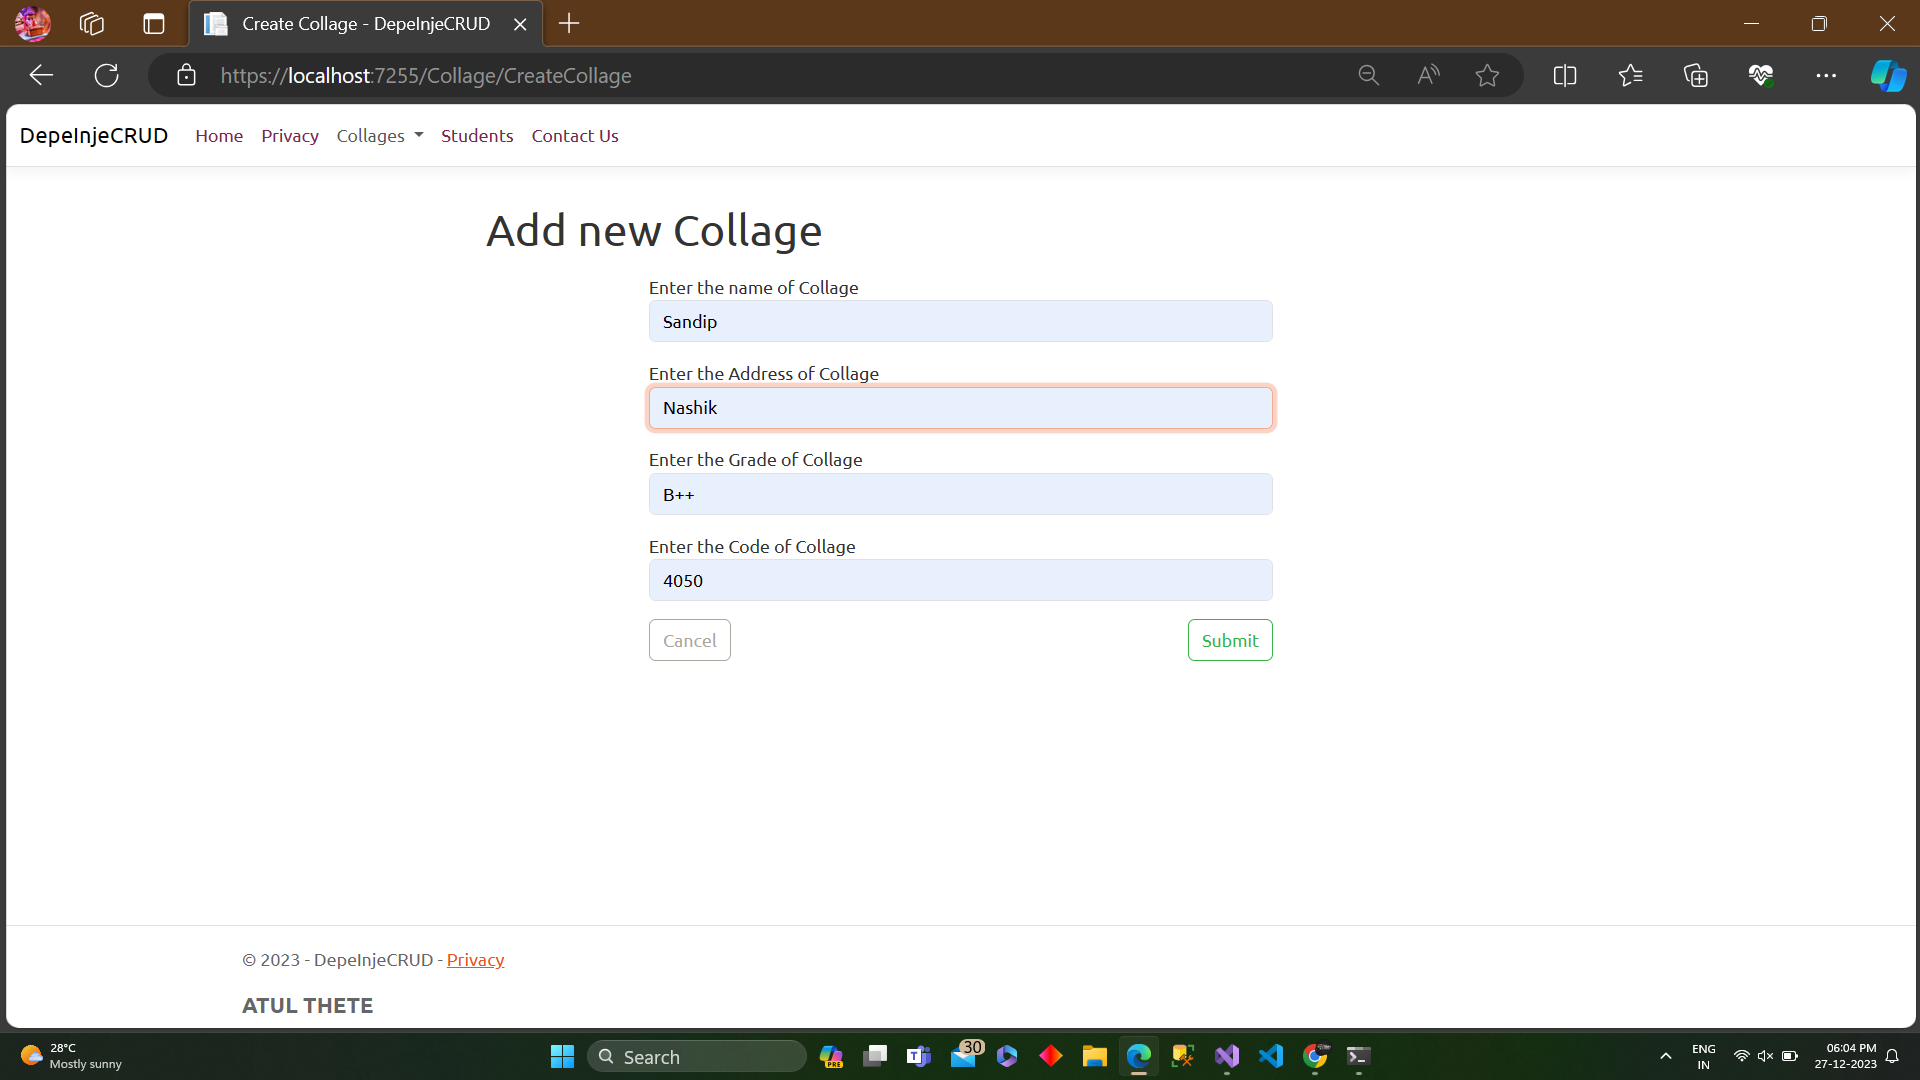 Create Collage - DepeInjeCRUD
https://localhost:7255/Collage/CreateCollage
DepeInjeCRUD Home Privacy Collages Students Contact Us
Add new Collage
Enter the name of Collage
Sandip
Enter the Address of Collage
Nashik
Enter the Grade of Collage
B++
Enter the Code of Collage
4050
Cancel Submit
© 2023 - DepeInjeCRUD - Privacy
ATUL THETE
28°C
Mostly sunny
Search
PRE
30
ENG
IN
06:04 PM
27-12-2023